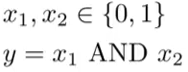 x₁, x₂ ∈ {0, 1}
y = x₁ AND x₂